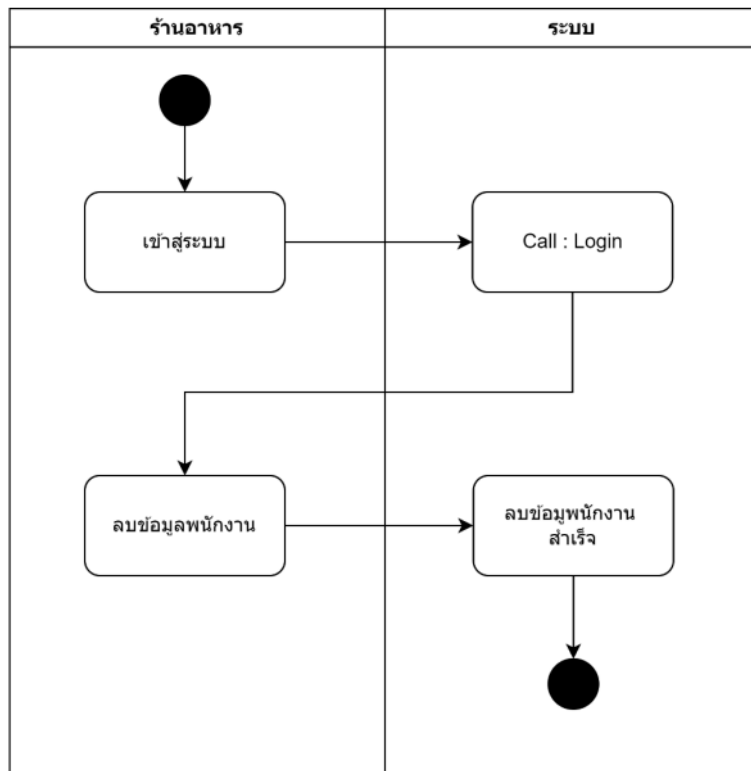 ร้านอาหาร
ระบบ
เข้าสู่ระบบ
Call : Login
ลบข้อมูลพนักงาน
ลบข้อมูพนักงาน
สำเร็จ